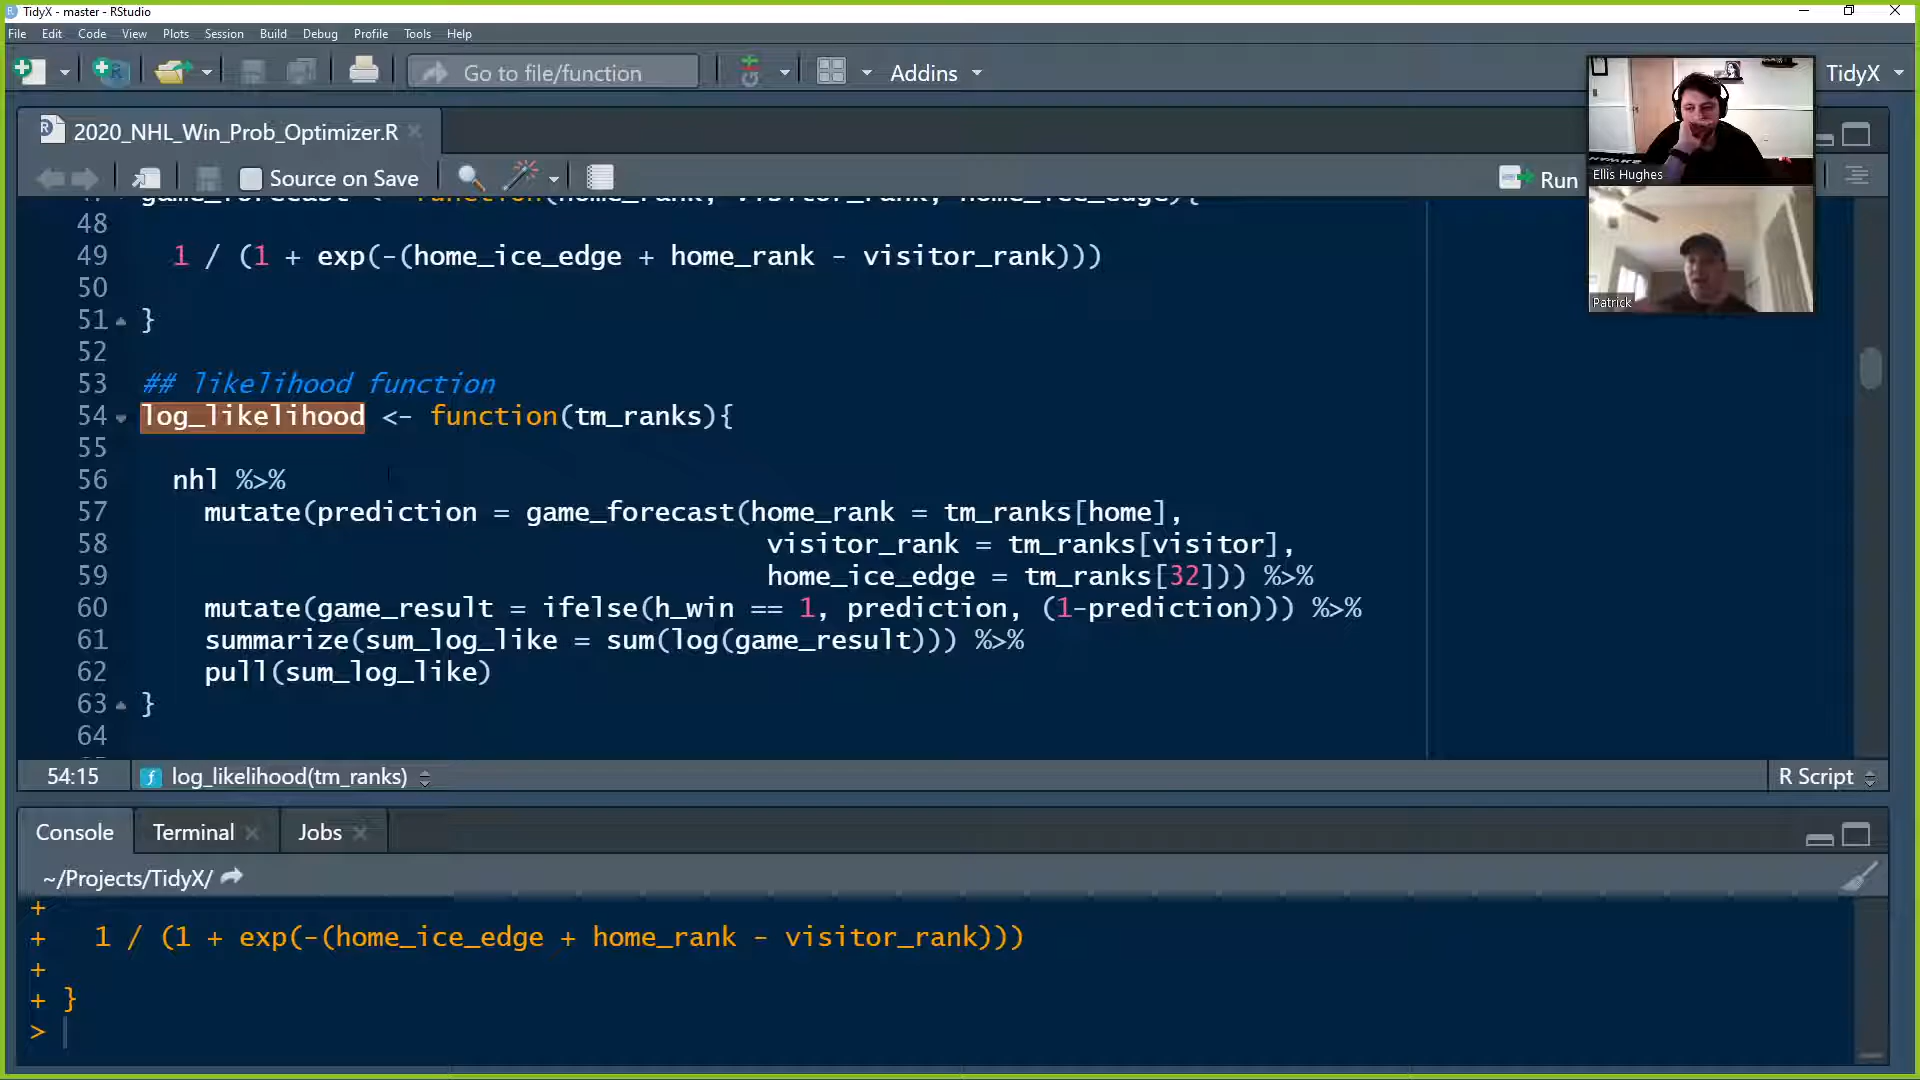 TidyX - master - RStudio
File Edit Code View Plots Session Build Debug Profile Tools Help
Go to file/function Addins TidyX
2020_NHL_Win_Prob_Optimizer.R
Source on Save Run
Ellis Hughes
Patrick
game_forecast <- function(home_rank, visitor_rank, home_ice_edge){
48
49 1 / (1 + exp(-(home_ice_edge + home_rank - visitor_rank)))
50
51 }
52
53 ## likelihood function
54 log_likelihood <- function(tm_ranks){
55
56 nhl %>%
57 mutate(prediction = game_forecast(home_rank = tm_ranks[home],
58 visitor_rank = tm_ranks[visitor],
59 home_ice_edge = tm_ranks[32])) %>%
60 mutate(game_result = ifelse(h_win == 1, prediction, (1-prediction))) %>%
61 summarize(sum_log_like = sum(log(game_result))) %>%
62 pull(sum_log_like)
63 }
64
54:15 log_likelihood(tm_ranks) R Script
Console Terminal Jobs
~/Projects/TidyX/
+
+ 1 / (1 + exp(-(home_ice_edge + home_rank - visitor_rank)))
+
+ }
>